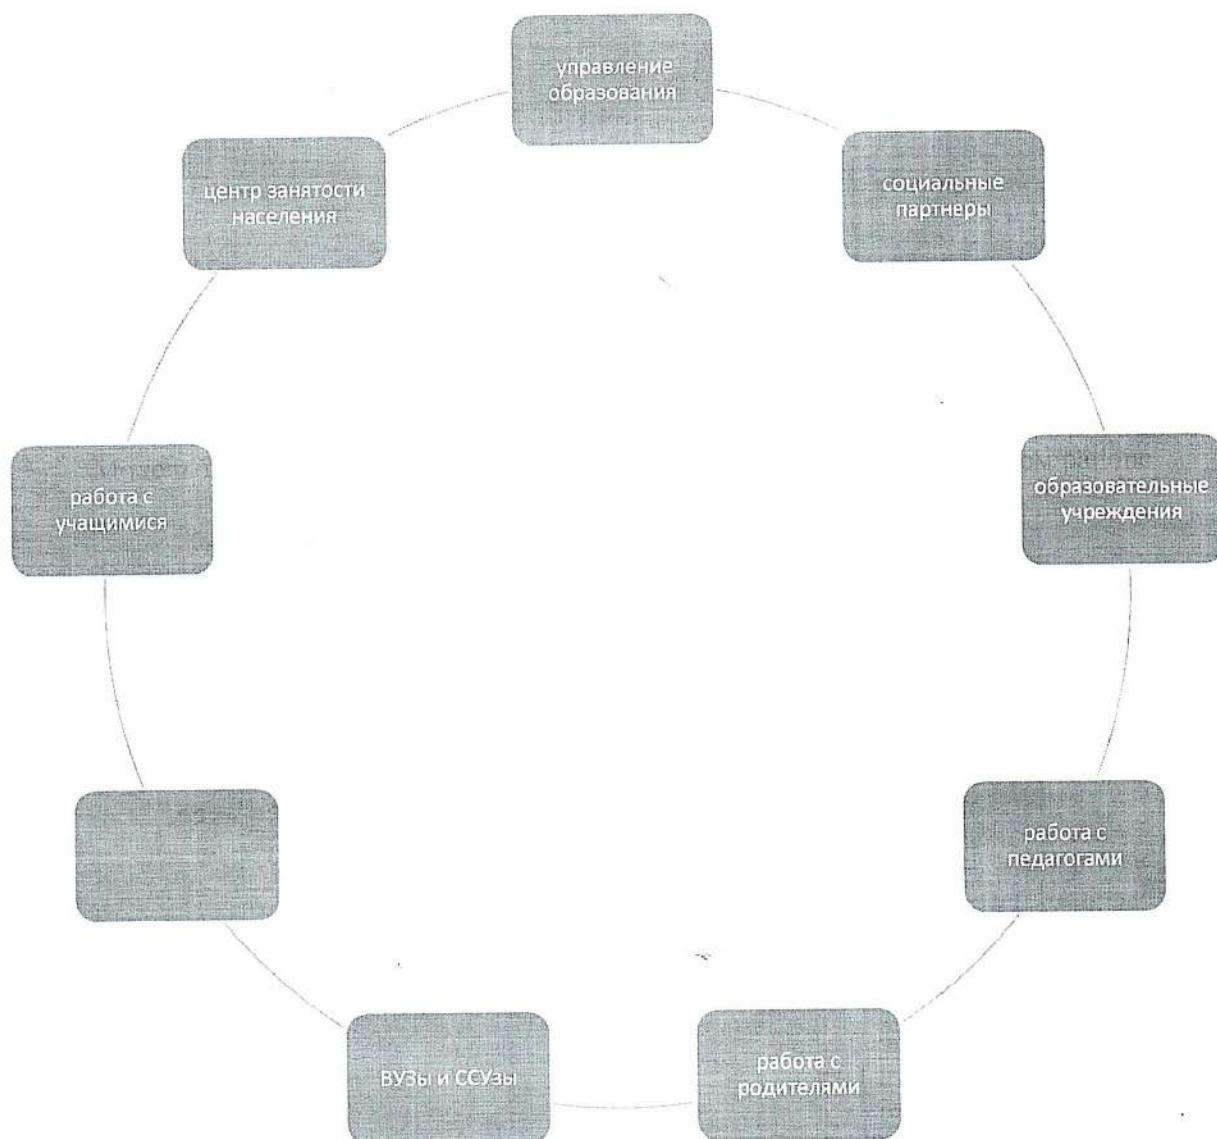 управление
образования
социальные
партнеры
образовательные
учреждения
работа с
педагогами
работа с
родителями
ВУЗы и ССУзы
работа с
учащимися
центр занятости
населения